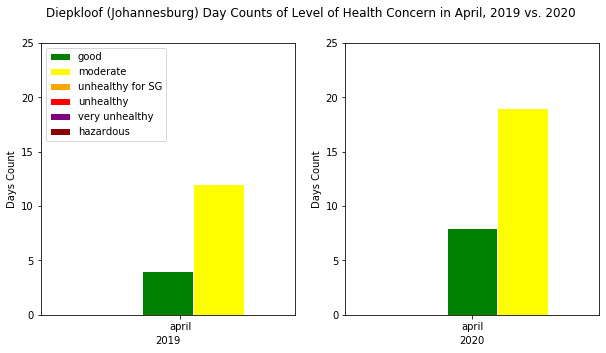 Diepkloof (Johannesburg) Day Counts of Level of Health Concern in April, 2019 vs. 2020
25
20
15
10
5
0
Days Count
good
moderate
unhealthy for SG
unhealthy
very unhealthy
hazardous
april
2019
25
20
15
10
5
0
Days Count
april
2020